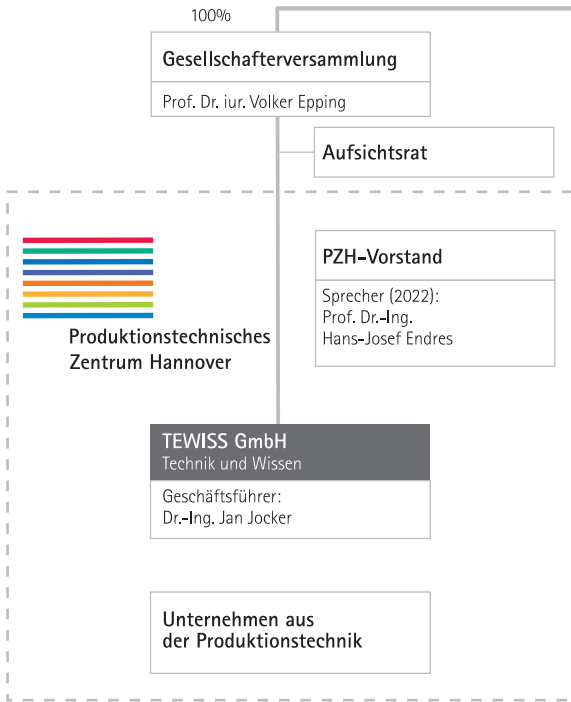 100%
Gesellschafterversammlung
Prof. Dr. iur. Volker Epping
Aufsichtsrat
PZH-Vorstand
Sprecher (2022):
Prof. Dr.-Ing.
Hans-Josef Endres
Produktionstechnisches
Zentrum Hannover
TEWISS GmbH
Technik und Wissen
Geschäftsführer:
Dr.-Ing. Jan Jocker
Unternehmen aus
der Produktionstechnik